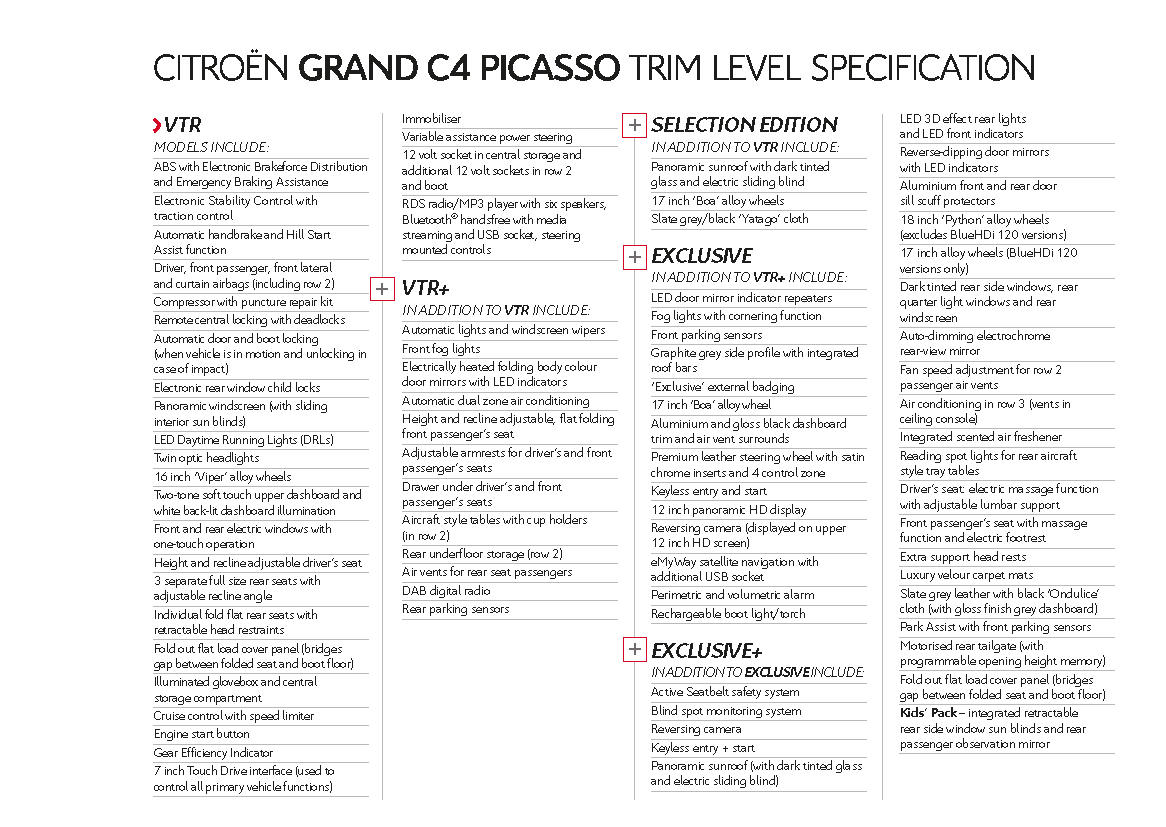 CITROËN GRAND C4 PICASSO TRIM LEVEL SPECIFICATION
VTR
MODELS INCLUDE:
ABS with Electronic Brakeforce Distribution
and Emergency Braking Assistance
Electronic Stability Control with
traction control
Automatic handbrake and Hill Start
Assist function
Driver, front passenger, front lateral
and curtain airbags (including row 2)
Compressor with puncture repair kit
Remote central locking with deadlocks
Automatic door and boot locking
(when vehicle is in motion and unlocking in
case of impact)
Electronic rear window child locks
Panoramic windscreen (with sliding
interior sun blinds)
LED Daytime Running Lights (DRLs)
Twin optic headlights
16 inch 'Viper' alloy wheels
Two-tone soft touch upper dashboard and
white back-lit dashboard illumination
Front and rear electric windows with
one-touch operation
Height and recline adjustable driver's seat
3 separate full size rear seats with
adjustable recline angle
Individual fold flat rear seats with
retractable head restraints
Fold out flat load cover panel (bridges
gap between folded seat and boot floor)
Illuminated glovebox and central
storage compartment
Cruise control with speed limiter
Engine start button
Gear Efficiency Indicator
7 inch Touch Drive interface (used to
control all primary vehicle functions)
Immobiliser
Variable assistance power steering
12 volt socket in central storage and
additional 12 volt sockets in row 2
and boot
RDS radio/MP3 player with six speakers,
Bluetooth® handsfree with media
streaming and USB socket, steering
mounted controls
+ VTR+
IN ADDITION TO VTR INCLUDE:
Automatic lights and windscreen wipers
Front fog lights
Electrically heated folding body colour
door mirrors with LED indicators
Automatic dual zone air conditioning
Height and recline adjustable, flat folding
front passenger's seat
Adjustable armrests for driver's and front
passenger's seats
Drawer under driver's and front
passenger's seats
Aircraft style tables with cup holders
(in row 2)
Rear underfloor storage (row 2)
Air vents for rear seat passengers
DAB digital radio
Rear parking sensors
+ SELECTION EDITION
IN ADDITION TO VTR INCLUDE:
Panoramic sunroof with dark tinted
glass and electric sliding blind
17 inch 'Boa' alloy wheels
Slate grey/black 'Yatago' cloth
+ EXCLUSIVE
IN ADDITION TO VTR+ INCLUDE:
LED door mirror indicator repeaters
Fog lights with cornering function
Front parking sensors
Graphite grey side profile with integrated
roof bars
'Exclusive' external badging
17 inch 'Boa' alloy wheel
Aluminium and gloss black dashboard
trim and air vent surrounds
Premium leather steering wheel with satin
chrome inserts and 4 control zone
Keyless entry and start
12 inch panoramic HD display
Reversing camera (displayed on upper
12 inch HD screen)
eMyWay satellite navigation with
additional USB socket
Perimetric and volumetric alarm
Rechargeable boot light/torch
+ EXCLUSIVE+
IN ADDITION TO EXCLUSIVE INCLUDE:
Active Seatbelt safety system
Blind spot monitoring system
Reversing camera
Keyless entry + start
Panoramic sunroof (with dark tinted glass
and electric sliding blind)
LED 3D effect rear lights
and LED front indicators
Reverse-dipping door mirrors
with LED indicators
Aluminium front and rear door
sill scuff protectors
18 inch 'Python' alloy wheels
(excludes BlueHDi 120 versions)
17 inch alloy wheels (BlueHDi 120
versions only)
Dark tinted rear side windows, rear
quarter light windows and rear
windscreen
Auto-dimming electrochrome
rear-view mirror
Fan speed adjustment for row 2
passenger air vents
Air conditioning in row 3 (vents in
ceiling console)
Integrated scented air freshener
Reading spot lights for rear aircraft
style tray tables
Driver's seat: electric massage function
with adjustable lumbar support
Front passenger's seat with massage
function and electric footrest
Extra support head rests
Luxury velour carpet mats
Slate grey leather with black 'Ondulice'
cloth (with gloss finish grey dashboard)
Park Assist with front parking sensors
Motorised rear tailgate (with
programmable opening height memory)
Fold out flat load cover panel (bridges
gap between folded seat and boot floor)
Kids' Pack – integrated retractable
rear side window sun blinds and rear
passenger observation mirror